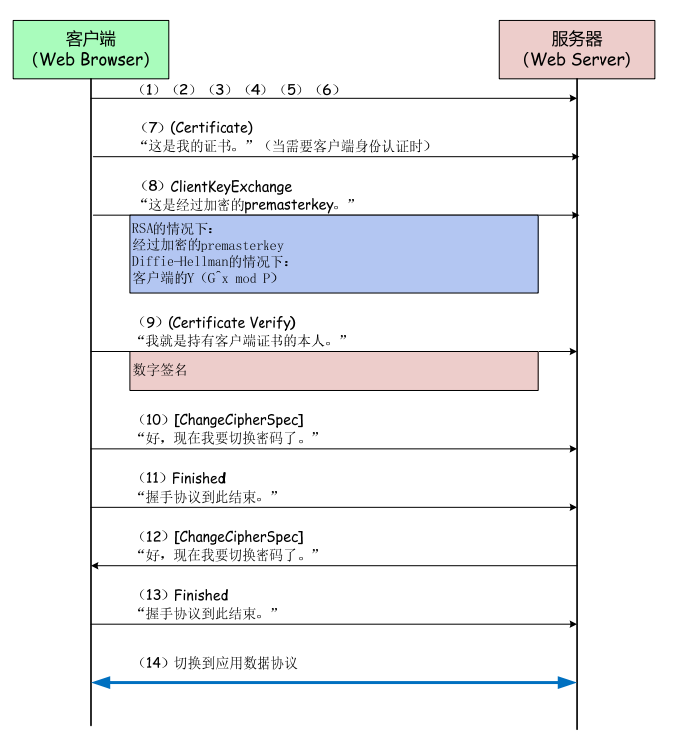 客户端
（Web Browser）
服务器
（Web Server）
（1）（2）（3）（4）（5）（6）
（7）(Certificate)
“这是我的证书。”（当需要客户端身份认证时）
（8）ClientKeyExchange
“这是经过加密的premasterkey。”
RSA的情况下：
经过加密的premasterkey
Diffie-Hellman的情况下：
客户端的Y（G^x mod P）
（9）(Certificate Verify)
“我就是持有客户端证书的本人。”
数字签名
（10）[ChangeCipherSpec]
“好，现在我要切换密码了。”
（11）Finished
“握手协议到此结束。”
（12）[ChangeCipherSpec]
“好，现在我要切换密码了。”
（13）Finished
“握手协议到此结束。”
（14）切换到应用数据协议